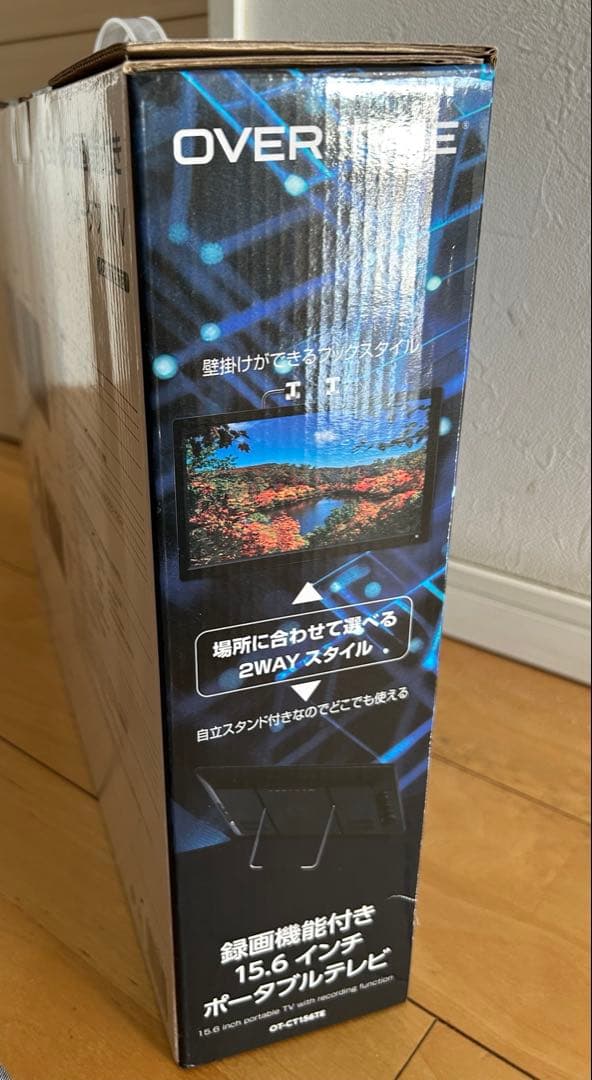 OVER
壁掛けができるフックスタイル
場所に合わせて選べる
2WAY スタイル
自立スタンド付きなのでどこでも使える
録画機能付き
15.6 インチ
ポータブルテレビ
15.6 inch portable TV with recording function
OT-CT156TE